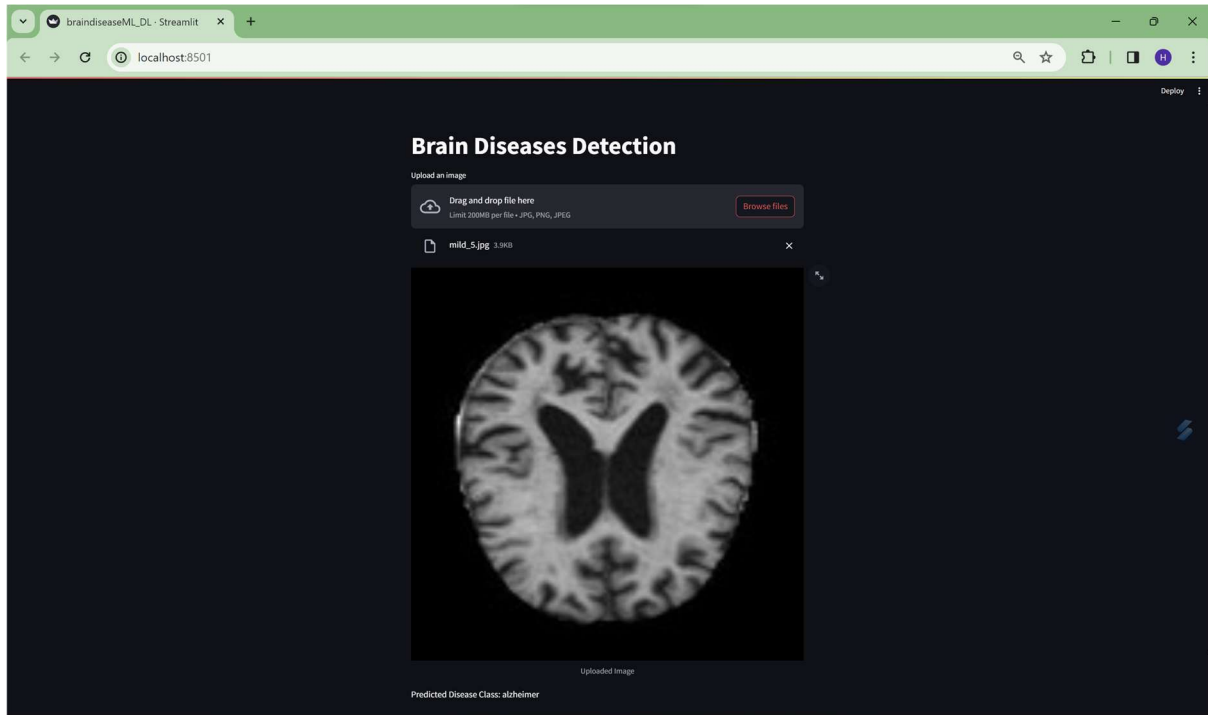 braindiseaseML_DL · Streamlit
localhost:8501
H
Deploy
Brain Diseases Detection
Upload an image
Drag and drop file here
Limit 200MB per file • JPG, PNG, JPEG
Browse files
mild_5.jpg 3.9KB
Uploaded Image
Predicted Disease Class: alzheimer